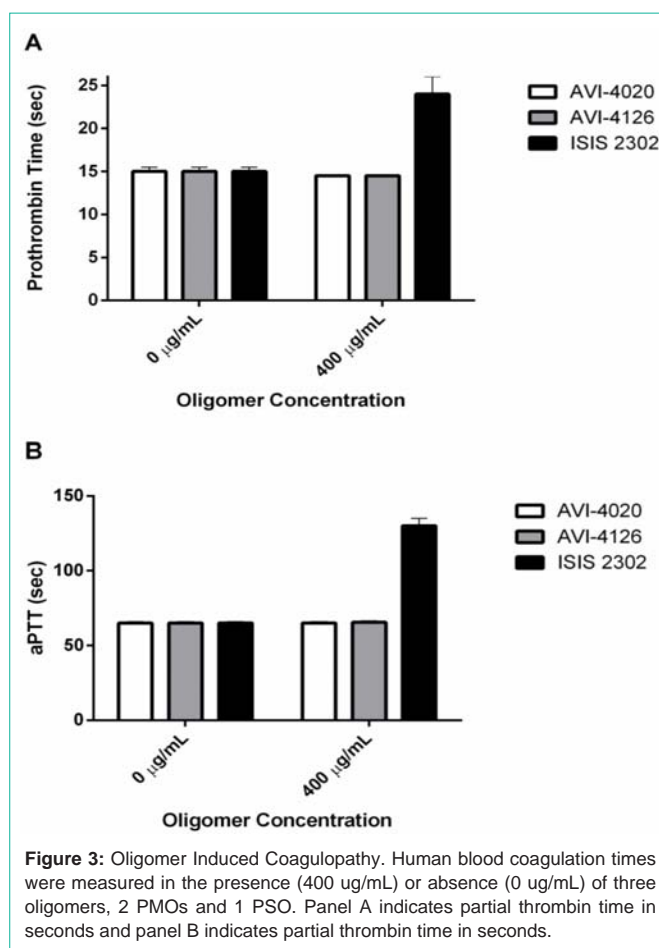 A
Prothrombin Time (sec)
25
20
15
10
5
0
0 µg/mL
400 µg/mL
Oligomer Concentration
AVI-4020
AVI-4126
ISIS 2302
B
aPTT (sec)
150
100
50
0
0 µg/mL
400 µg/mL
Oligomer Concentration
AVI-4020
AVI-4126
ISIS 2302
Figure 3: Oligomer Induced Coagulopathy. Human blood coagulation times
were measured in the presence (400 ug/mL) or absence (0 ug/mL) of three
oligomers, 2 PMOs and 1 PSO. Panel A indicates partial thrombin time in
seconds and panel B indicates partial thrombin time in seconds.